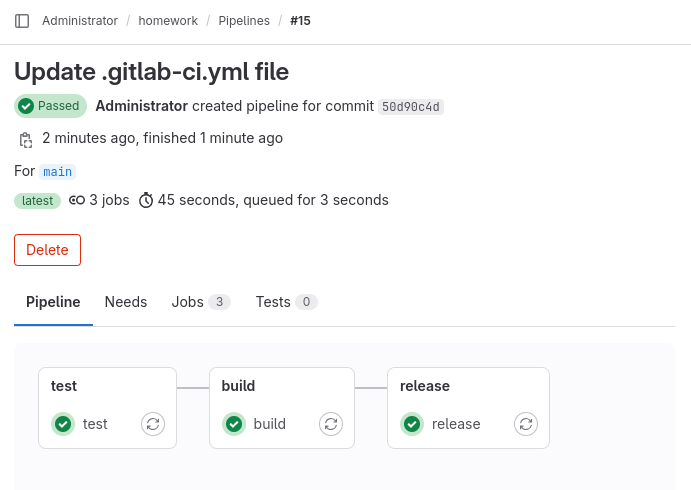 Administrator / homework / Pipelines / #15
Update .gitlab-ci.yml file
Passed Administrator created pipeline for commit 50d90c4d
2 minutes ago, finished 1 minute ago
For main
latest 3 jobs 45 seconds, queued for 3 seconds
Delete
Pipeline Needs Jobs 3 Tests 0
test build release
test build release